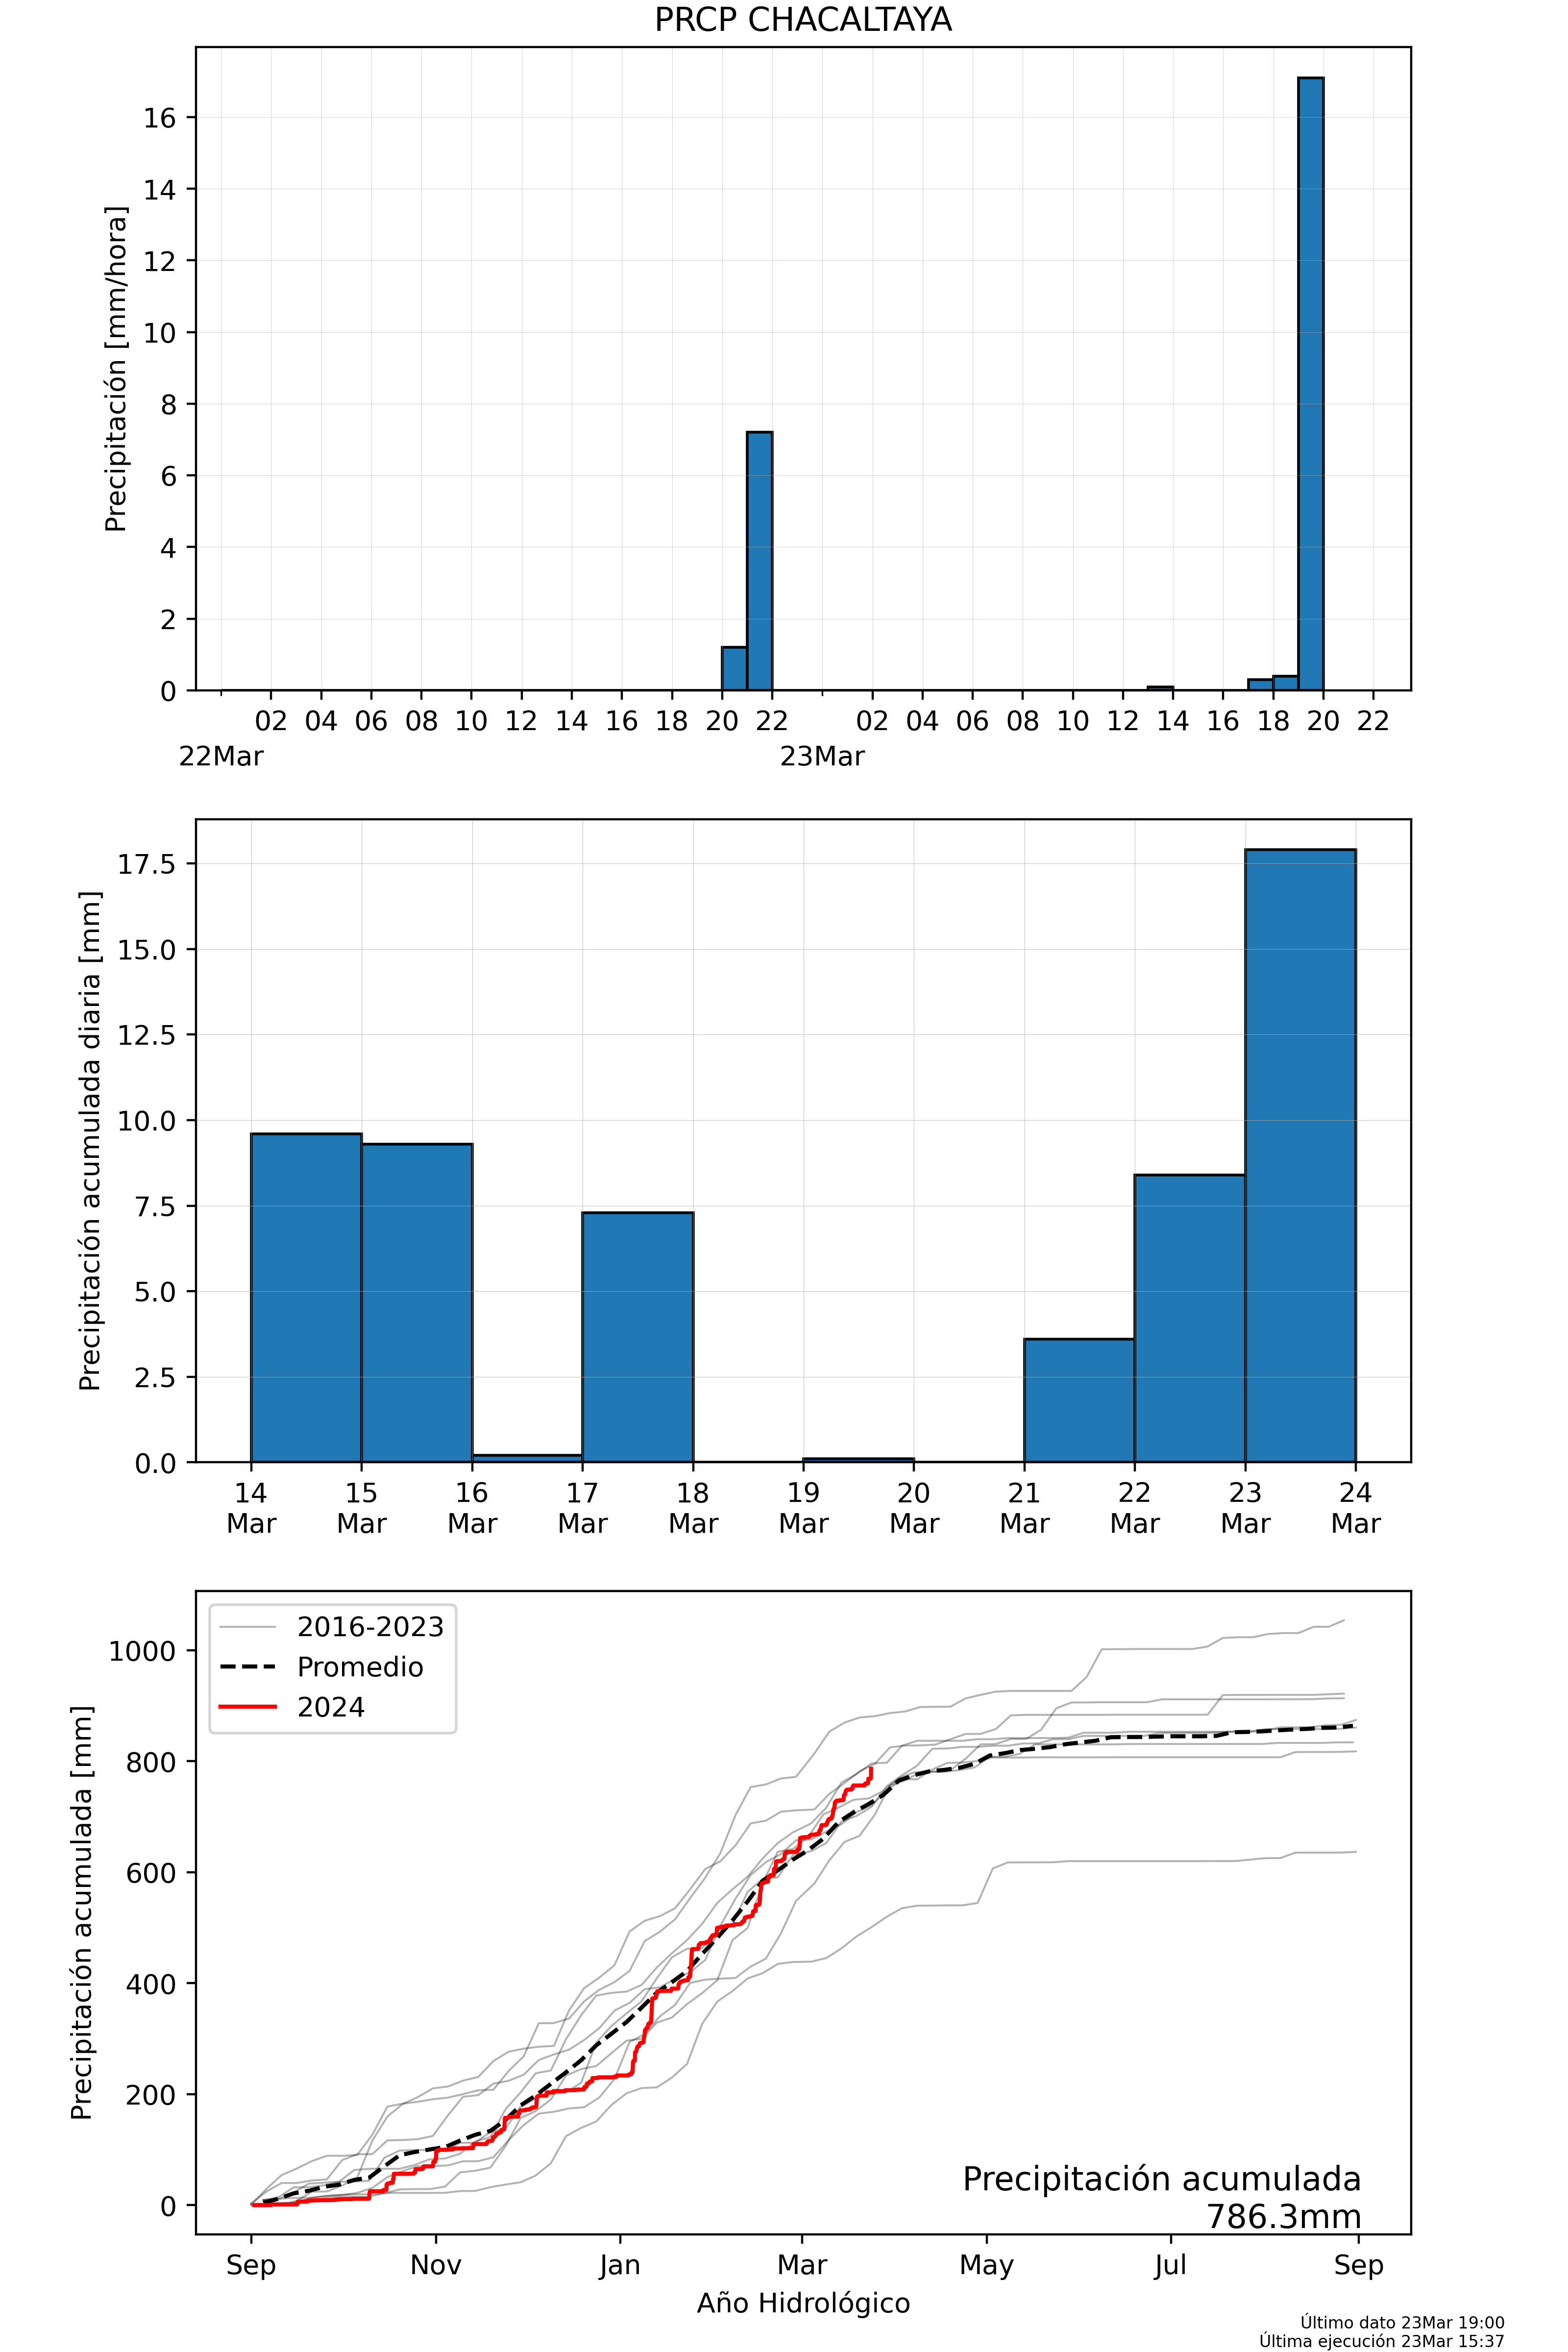 PRCP CHACALTAYA
Precipitación [mm/hora]
16
14
12
10
8
6
4
2
0
02 04 06 08 10 12 14 16 18 20 22 02 04 06 08 10 12 14 16 18 20 22
22Mar 23Mar
Precipitación acumulada diaria [mm]
17.5
15.0
12.5
10.0
7.5
5.0
2.5
0.0
14 15 16 17 18 19 20 21 22 23 24
Mar Mar Mar Mar Mar Mar Mar Mar Mar Mar Mar
Precipitación acumulada [mm]
1000
800
600
400
200
0
2016-2023
Promedio
2024
Precipitación acumulada
786.3mm
Sep Nov Jan Mar May Jul Sep
Año Hidrológico
Último dato 23Mar 19:00
Última ejecución 23Mar 15:37